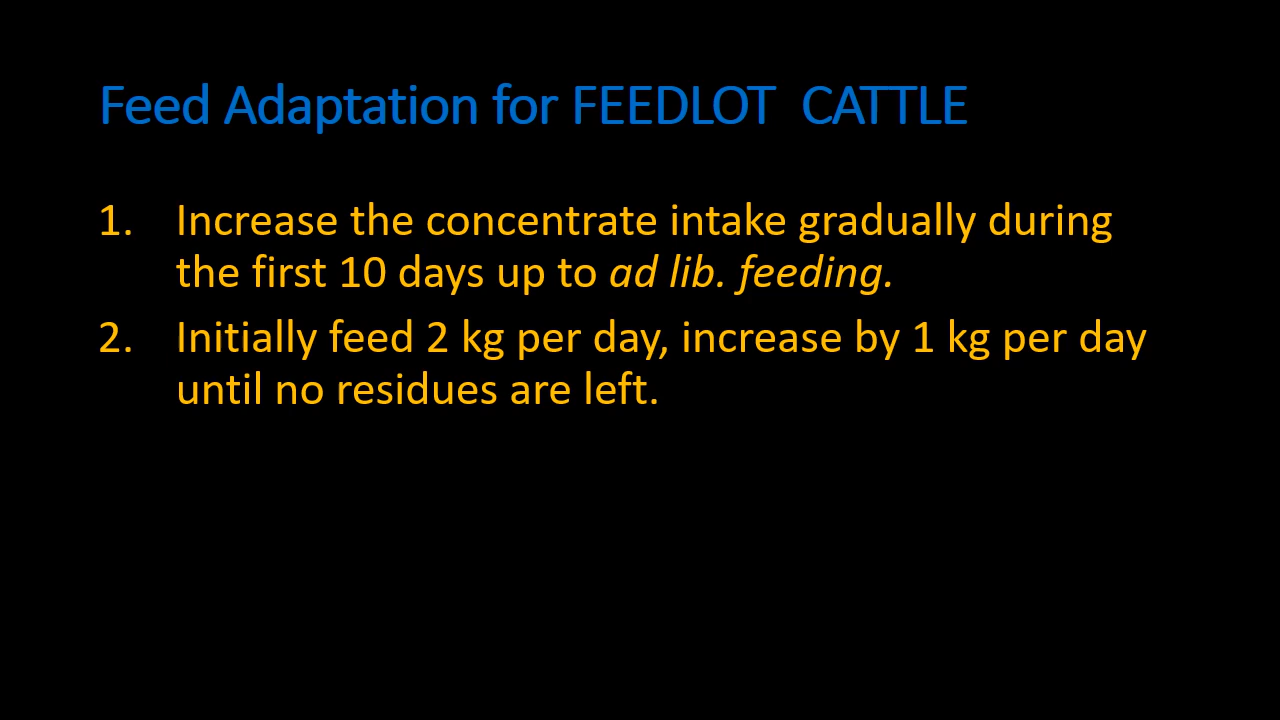 Feed Adaptation for FEEDLOT  CATTLE
1. Increase the concentrate intake gradually during
the first 10 days up to ad lib. feeding.
2. Initially feed 2 kg per day, increase by 1 kg per day
until no residues are left.